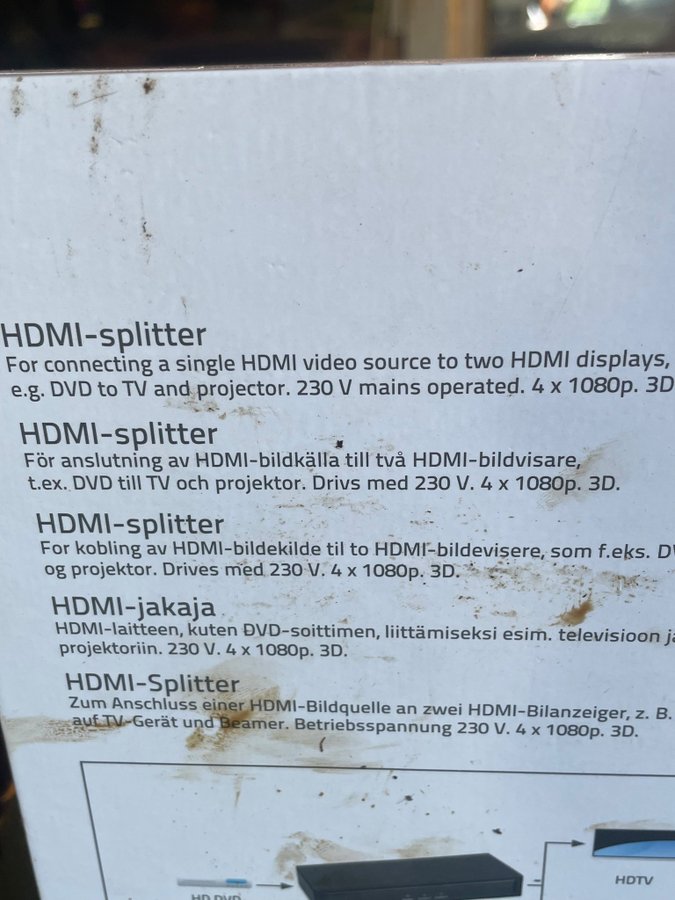 HDMI-splitter
For connecting a single HDMI video source to two HDMI displays,
e.g. DVD to TV and projector. 230 V mains operated. 4 x 1080p. 3D
HDMI-splitter
För anslutning av HDMI-bildkälla till två HDMI-bildvisare,
t.ex. DVD till TV och projektor. Drivs med 230 V. 4 x 1080p. 3D.
HDMI-splitter
For kobling av HDMI-bildekilde til to HDMI-bildevisere, som f.eks.
og projektor. Drives med 230 V. 4 x 1080p. 3D.
HDMI-jakaja
HDMI-laitteen, kuten DVD-soittimen, liittämiseksi esim. televisioon
projektoriin. 230 V. 4 x 1080p. 3D.
HDMI-Splitter
Zum Anschluss einer HDMI-Bildquelle an zwei HDMI-Bilanzeiger, z. B.
auf TV-Gerät und Beamer. Betriebsspannung 230 V. 4 x 1080p. 3D.
HDTV
HD DVD